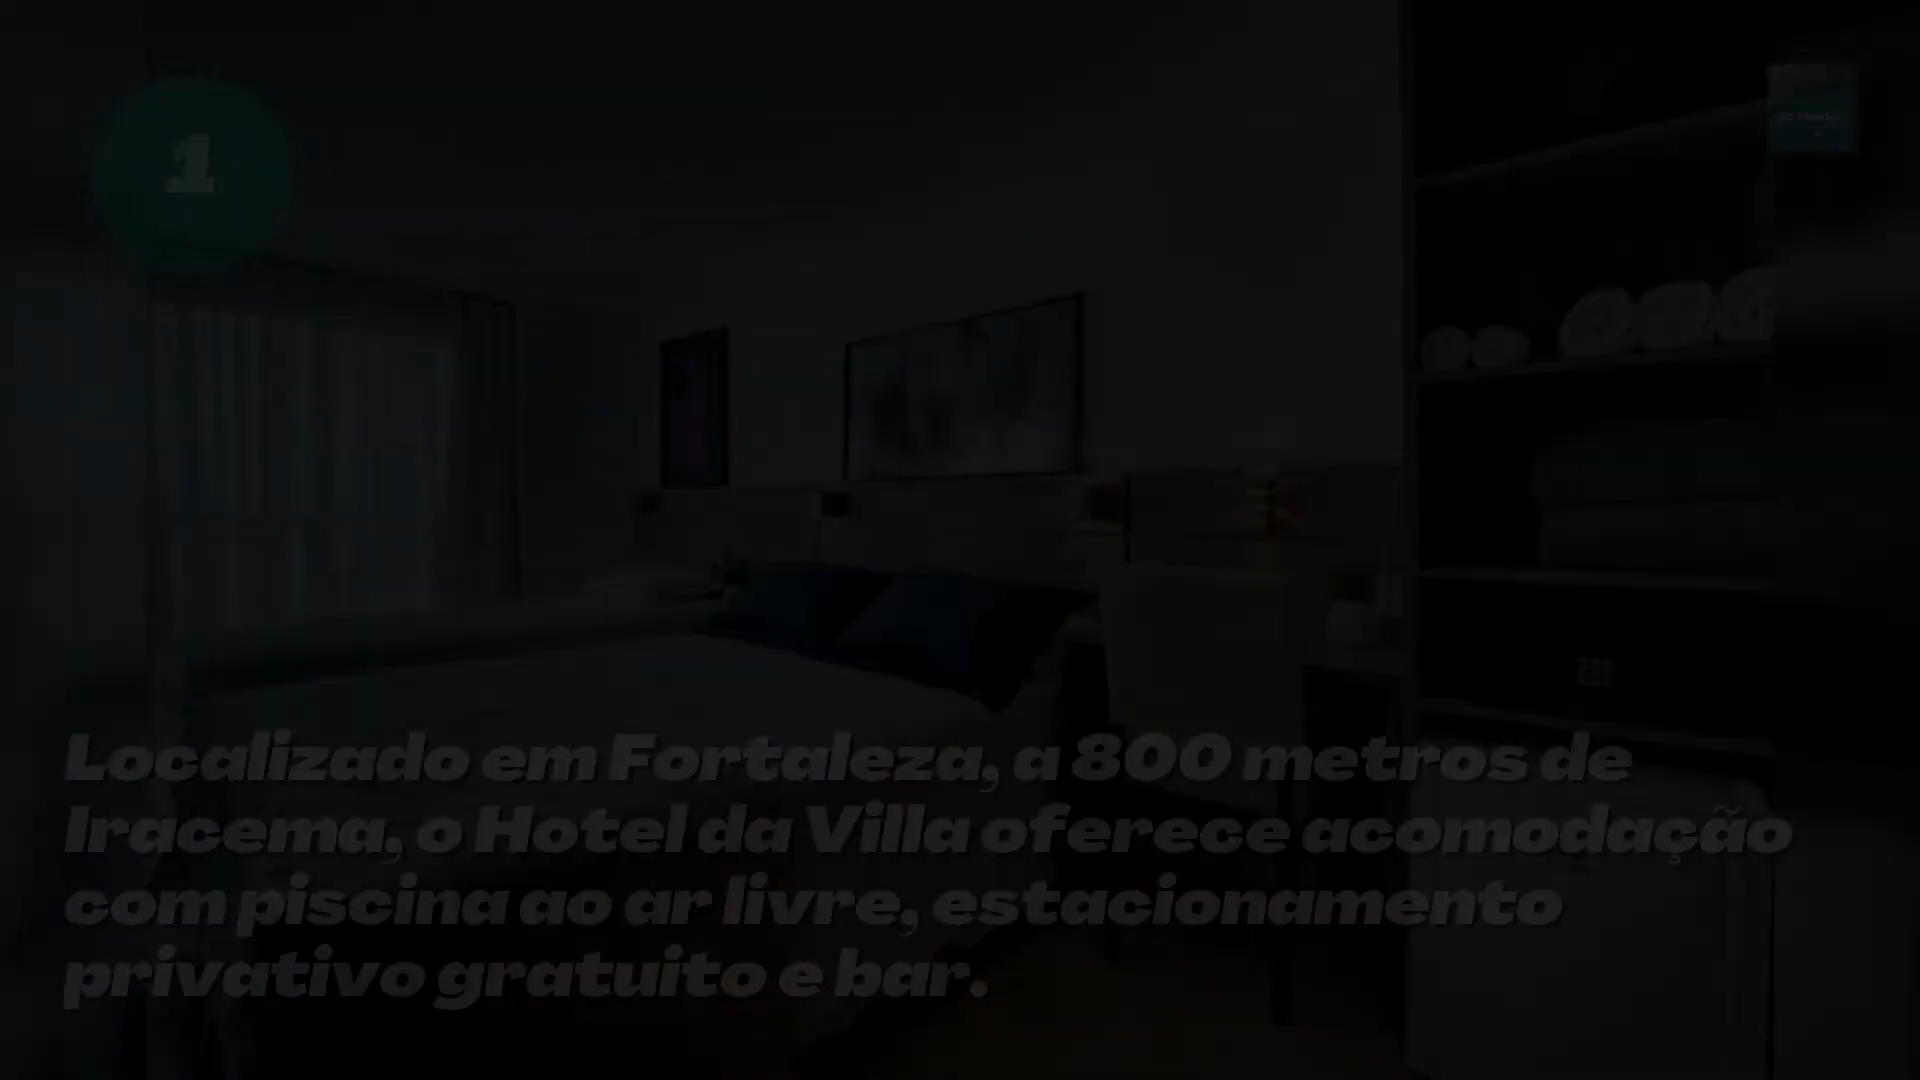 1
Localizado em Fortaleza, a 800 metros de
Iracema, o Hotel da Villa oferece acomodação
com piscina ao ar livre, estacionamento
privativo gratuito e bar.